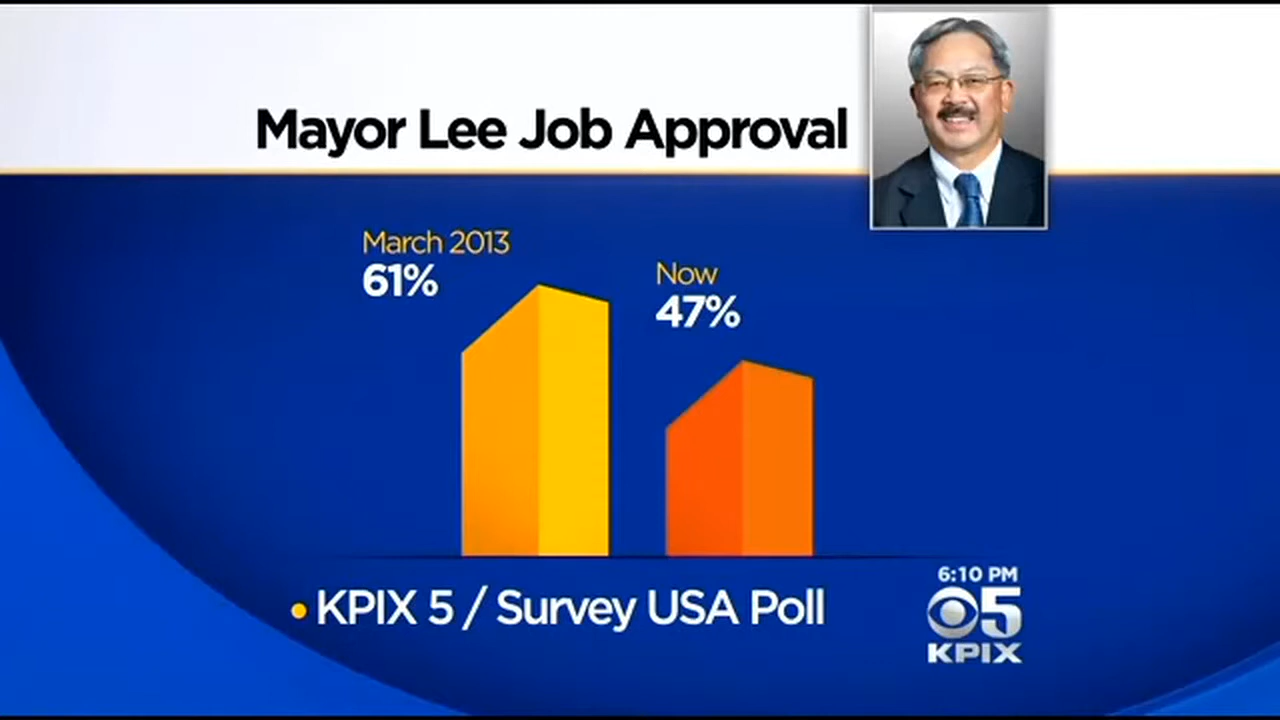 Mayor Lee Job Approval
March 2013
61%
Now
47%
• KPIX 5 / Survey USA Poll
6:10 PM
5
KPIX